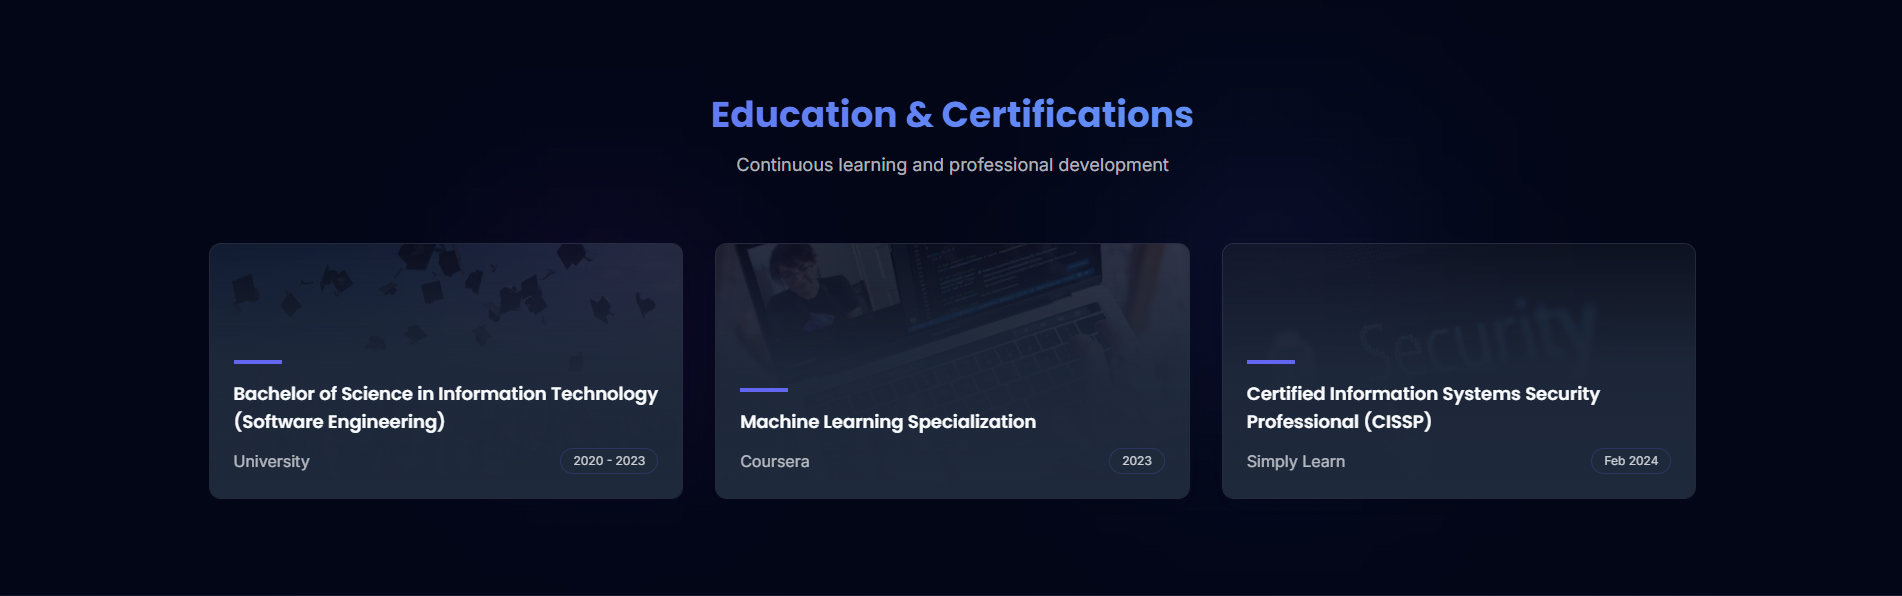 Education & Certifications
Continuous learning and professional development
Bachelor of Science in Information Technology
(Software Engineering)
University
2020 - 2023
Machine Learning Specialization
Coursera
2023
Security
Certified Information Systems Security
Professional (CISSP)
Simply Learn
Feb 2024